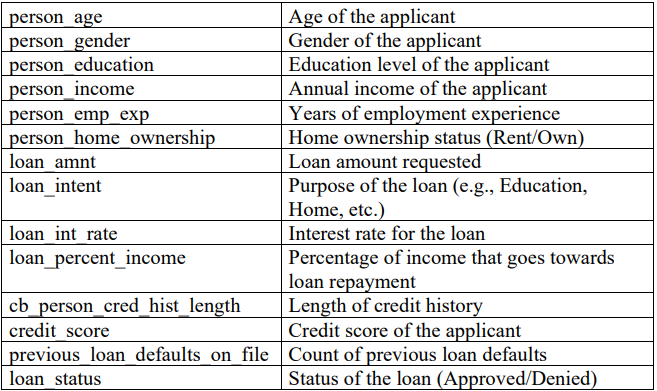 person_age Age of the applicant
person_gender Gender of the applicant
person_education Education level of the applicant
person_income Annual income of the applicant
person_emp_exp Years of employment experience
person_home_ownership Home ownership status (Rent/Own)
loan_amnt Loan amount requested
loan_intent Purpose of the loan (e.g., Education,
Home, etc.)
loan_int_rate Interest rate for the loan
loan_percent_income Percentage of income that goes towards
loan repayment
cb_person_cred_hist_length Length of credit history
credit_score Credit score of the applicant
previous_loan_defaults_on_file Count of previous loan defaults
loan_status Status of the loan (Approved/Denied)